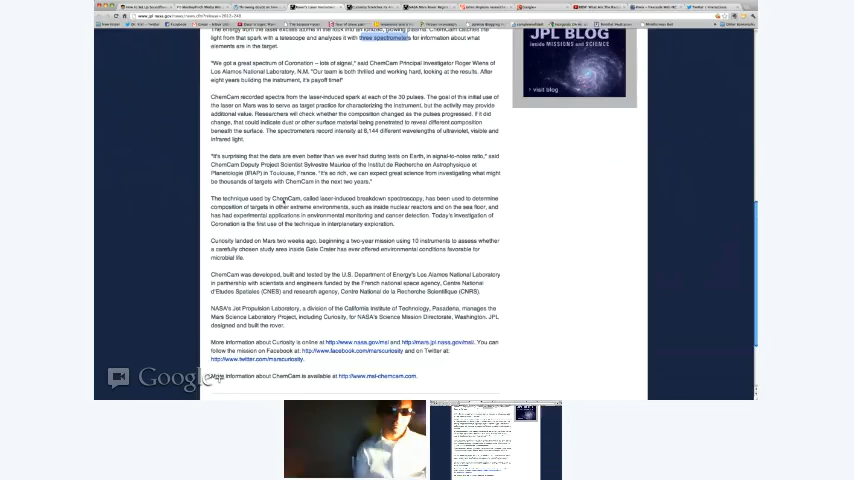 www.jpl.nasa.gov/news/news.cfm?release=2012-248
The energy from the laser excites atoms in the rock into an ionized, glowing plasma. ChemCam catches the
light from that spark with a telescope and analyzes it with three spectrometers for information about what
elements are in the target.
"We got a great spectrum of Coronation – lots of signal," said ChemCam Principal Investigator Roger Wiens of
Los Alamos National Laboratory, N.M. "Our team is both thrilled and working hard, looking at the results. After
eight years building the instrument, it's payoff time!"
ChemCam recorded spectra from the laser-induced spark at each of the 30 pulses. The goal of this initial use of
the laser on Mars was to serve as target practice for characterizing the instrument, but the activity may provide
additional value. Researchers will check whether the composition changed as the pulses progressed. If it did
change, that could indicate dust or other surface material being penetrated to reveal different composition
beneath the surface. The spectrometers record intensity at 6,144 different wavelengths of ultraviolet, visible and
infrared light.
"It's surprising that the data are even better than we ever had during tests on Earth, in signal-to-noise ratio," said
ChemCam Deputy Project Scientist Sylvestre Maurice of the Institut de Recherche en Astrophysique et
Planetologie (IRAP) in Toulouse, France. "It's so rich, we can expect great science from investigating what might
be thousands of targets with ChemCam in the next two years."
The technique used by ChemCam, called laser-induced breakdown spectroscopy, has been used to determine
composition of targets in other extreme environments, such as inside nuclear reactors and on the sea floor, and
has had experimental applications in environmental monitoring and cancer detection. Today's investigation of
Coronation is the first use of the technique in interplanetary exploration.
Curiosity landed on Mars two weeks ago, beginning a two-year mission using 10 instruments to assess whether
a carefully chosen study area inside Gale Crater has ever offered environmental conditions favorable for
microbial life.
ChemCam was developed, built and tested by the U.S. Department of Energy's Los Alamos National Laboratory
in partnership with scientists and engineers funded by the French national space agency, Centre National
d'Etudes Spatiales (CNES) and research agency, Centre National de la Recherche Scientifique (CNRS).
NASA's Jet Propulsion Laboratory, a division of the California Institute of Technology, Pasadena, manages the
Mars Science Laboratory Project, including Curiosity, for NASA's Science Mission Directorate, Washington. JPL
designed and built the rover.
More information about Curiosity is online at http://www.nasa.gov/msl and http://mars.jpl.nasa.gov/msl. You can
follow the mission on Facebook at: http://www.facebook.com/marscuriosity and on Twitter at:
http://www.twitter.com/marscuriosity.
More information about ChemCam is available at http://www.msl-chemcam.com.
JPL BLOG
INSIDE MISSIONS AND SCIENCE
› visit blog
Google+